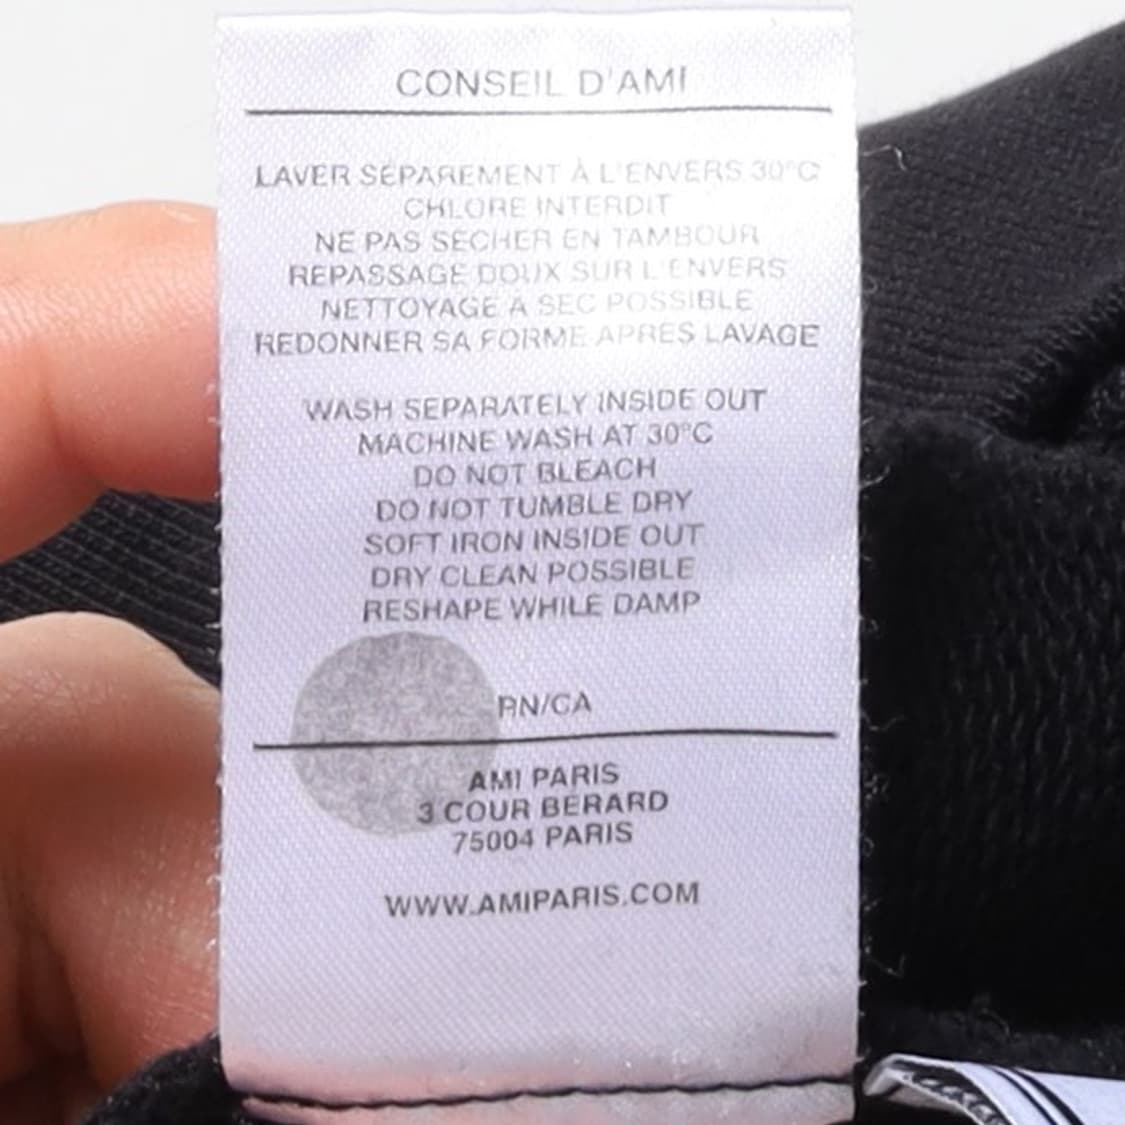 CONSEIL D'AMI
LAVER SÉPAREMENT À L'ENVERS 30°C
CHLORE INTERDIT
NE PAS SECHER EN TAMBOUR
REPASSAGE DOUX SUR L'ENVERS
NETTOYAGE A SEC POSSIBLE
REDONNER SA FORME APRES LAVAGE
WASH SEPARATELY INSIDE OUT
MACHINE WASH AT 30°C
DO NOT BLEACH
DO NOT TUMBLE DRY
SOFT IRON INSIDE OUT
DRY CLEAN POSSIBLE
RESHAPE WHILE DAMP
RN/CA
AMI PARIS
3 COUR BERARD
75004 PARIS
WWW.AMIPARIS.COM